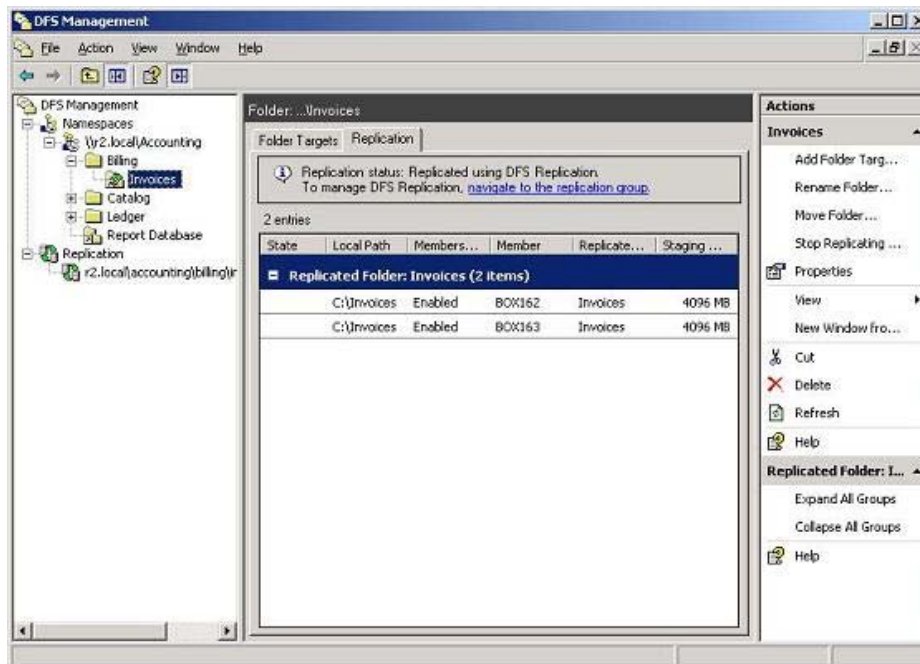 DFS Management
File Action View Window Help
DFS Management
Namespaces
\\r2.local\Accounting
Billing
Invoices
Catalog
Ledger
Report Database
Replication
r2.local\accounting\billing\ir
Folder: ...\Invoices
Folder Targets Replication
Replication status: Replicated using DFS Replication.
To manage DFS Replication, navigate to the replication group.
2 entries
State Local Path Members... Member Replicate... Staging ...
Replicated Folder: Invoices (2 items)
C:\Invoices Enabled BOX162 Invoices 4096 MB
C:\Invoices Enabled BOX163 Invoices 4096 MB
Actions
Invoices
Add Folder Targ...
Rename Folder...
Move Folder...
Stop Replicating ...
Properties
View
New Window fro...
Cut
Delete
Refresh
Help
Replicated Folder: I...
Expand All Groups
Collapse All Groups
Help